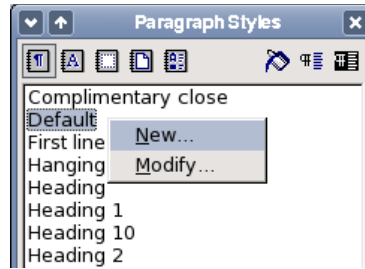 Paragraph Styles
Complimentary close
Default
New...
First line
Modify...
Hanging
Heading
Heading 1
Heading 10
Heading 2